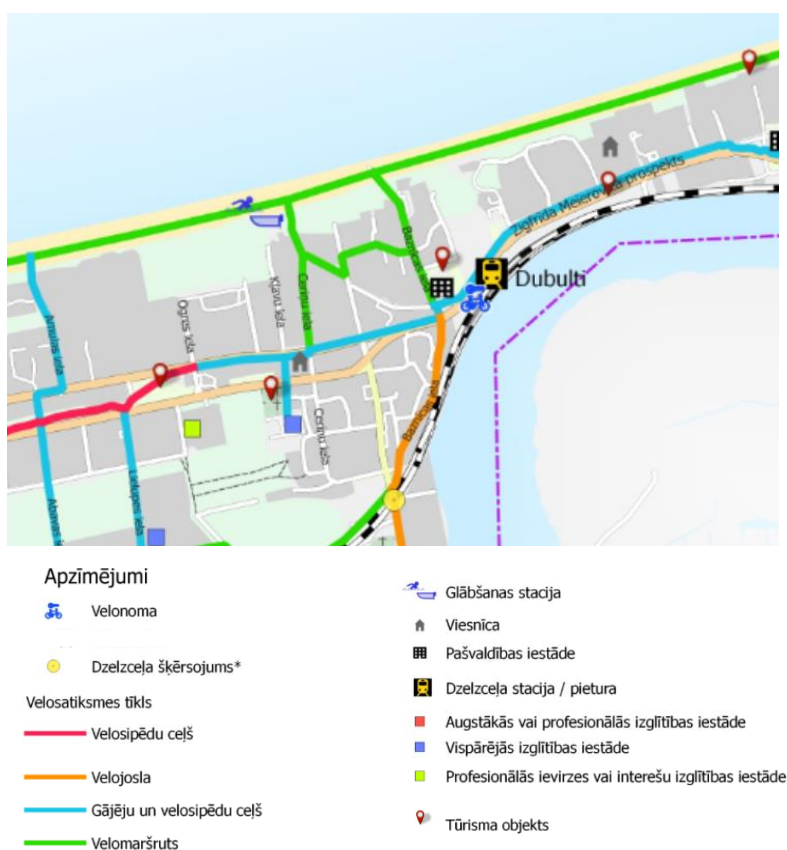 Zigfrīda Meierovica prospekts
Dubulti
Baznīcas iela
Kļavu iela
Ceriņu iela
Ogres iela
Amulas iela
Ceriņu iela
Baznīcas iela
Lielupes iela
Abavas i
Apzīmējumi
Velonoma
Dzelzceļa šķērsojums*
Velosatiksmes tīkls
Velosipēdu ceļš
Velojosla
Gājēju un velosipēdu ceļš
Velomaršruts
Glābšanas stacija
Viesnīca
Pašvaldības iestāde
Dzelzceļa stacija / pietura
Augstākās vai profesionālās izglītības iestāde
Vispārējās izglītības iestāde
Profesionālās ievirzes vai interešu izglītības iestāde
Tūrisma objekts